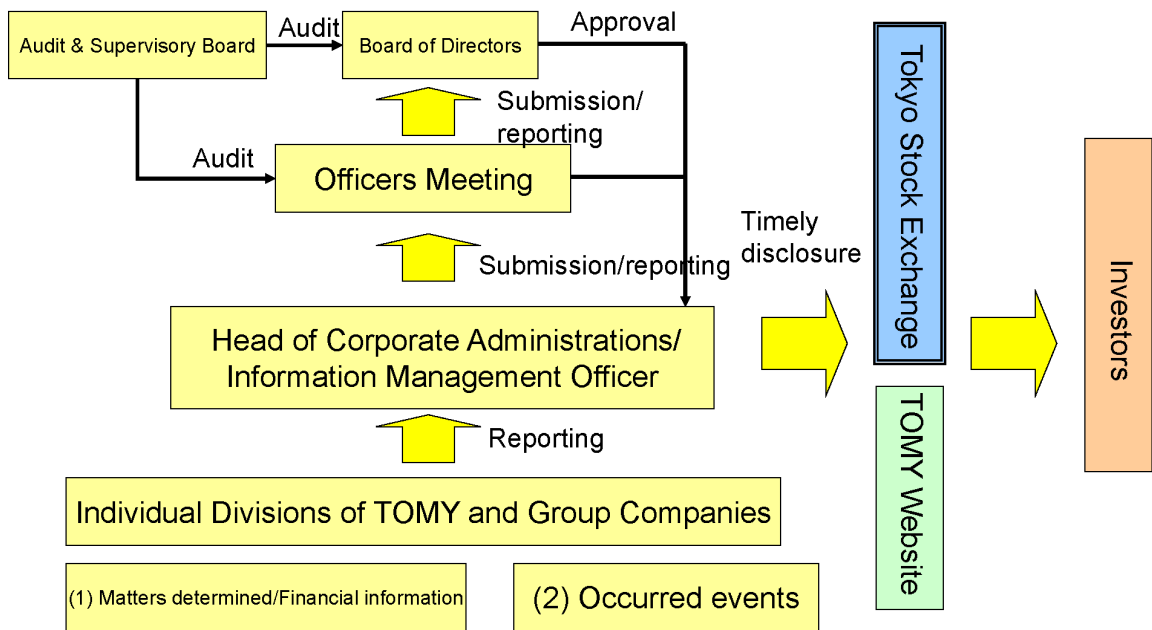 Audit & Supervisory Board
Audit
Board of Directors
Approval
Submission/
reporting
Audit
Officers Meeting
Submission/reporting
Timely
disclosure
Head of Corporate Administrations/
Information Management Officer
Reporting
Individual Divisions of TOMY and Group Companies
(1) Matters determined/Financial information
(2) Occurred events
Tokyo Stock Exchange
TOMY Website
Investors